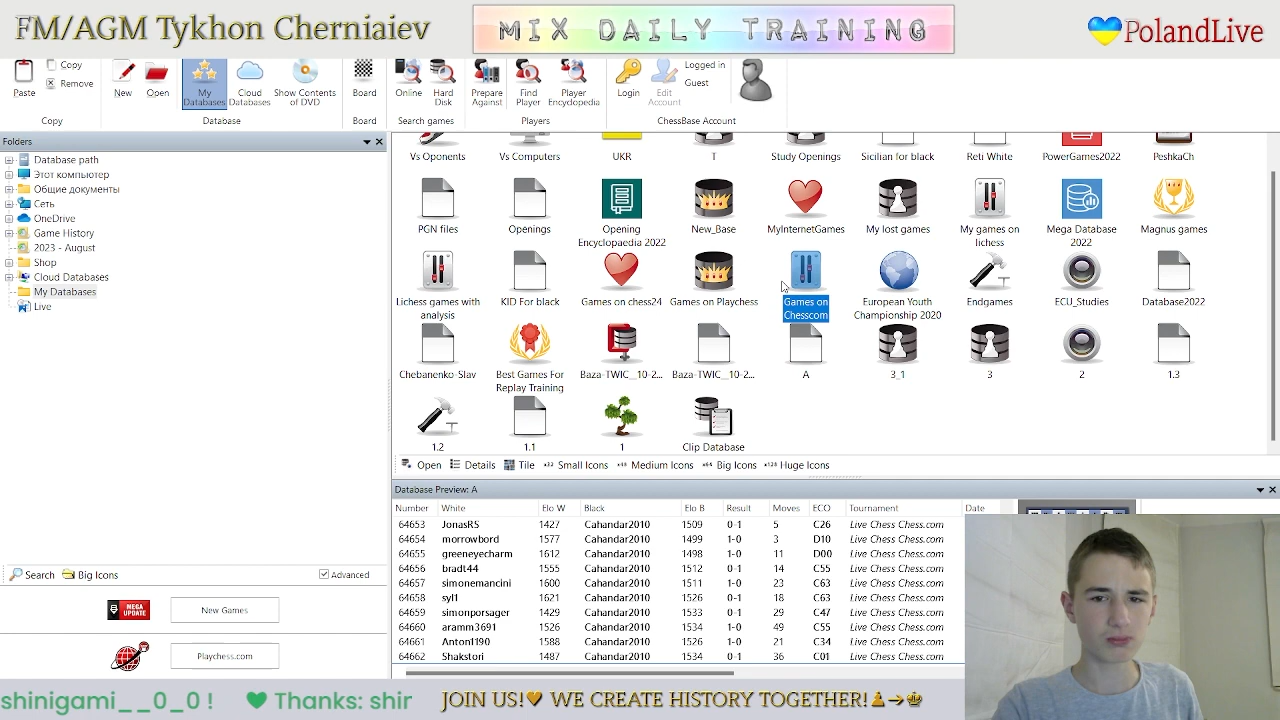 FM/AGM Tykhon Cherniaiev
MIX DAILY TRAINING
PolandLive
Paste
Copy
Remove
Copy
New
Open
My Databases
Cloud Databases
Show Contents of DVD
Database
Board
Board
Online
Hard Disk
Search games
Prepare Against
Find Player
Player Encyclopedia
Players
Login
Edit Account
Logged in
Guest
ChessBase Account
Folders
Database path
Этот компьютер
Общие документы
Сеть
OneDrive
Game History
2023 - August
Shop
Cloud Databases
My Databases
Live
Search
Big Icons
Advanced
MEGA UPDATE
New Games
Playchess.com
Vs Oponents
Vs Computers
UKR
T
Study Openings
Sicilian for black
Reti White
PowerGames2022
PeshkaCh
PGN files
Openings
Opening Encyclopaedia 2022
New_Base
MyInternetGames
My lost games
My games on lichess
Mega Database 2022
Magnus games
Lichess games with analysis
KID For black
Games on chess24
Games on Playchess
Games on Chesscom
European Youth Championship 2020
Endgames
ECU_Studies
Database2022
Chebanenko-Slav
Best Games For Replay Training
Baza-TWIC__10-2...
Baza-TWIC__10-2...
A
3_1
3
2
1.3
1.2
1.1
1
Clip Database
Open
Details
Tile
x32 Small Icons
x48 Medium Icons
x64 Big Icons
x128 Huge Icons
Database Preview: A
Number White Elo W Black Elo B Result Moves ECO Tournament Date
64653 JonasRS 1427 Cahandar2010 1509 0-1 5 C26 Live Chess Chess.com
64654 morrowbord 1577 Cahandar2010 1499 1-0 3 D10 Live Chess Chess.com
64655 greeneyecharm 1612 Cahandar2010 1498 1-0 11 D00 Live Chess Chess.com
64656 bradt44 1555 Cahandar2010 1512 0-1 14 C55 Live Chess Chess.com
64657 simonemancini 1600 Cahandar2010 1511 1-0 23 C63 Live Chess Chess.com
64658 syl1 1621 Cahandar2010 1526 0-1 18 Live Chess Chess.com
64659 simonporsager 1429 Cahandar2010 1533 0-1 29 Live Chess Chess.com
64660 aramm3691 1526 Cahandar2010 1534 1-0 49 C55 Live Chess Chess.com
64661 Anton1190 1588 Cahandar2010 1526 0-1 21 C34 Live Chess Chess.com
64662 Shakstori 1487 Cahandar2010 1534 0-1 36 C01 Live Chess Chess.com
shinigami__0_0 !
Thanks: shir
JOIN US! WE CREATE HISTORY TOGETHER!